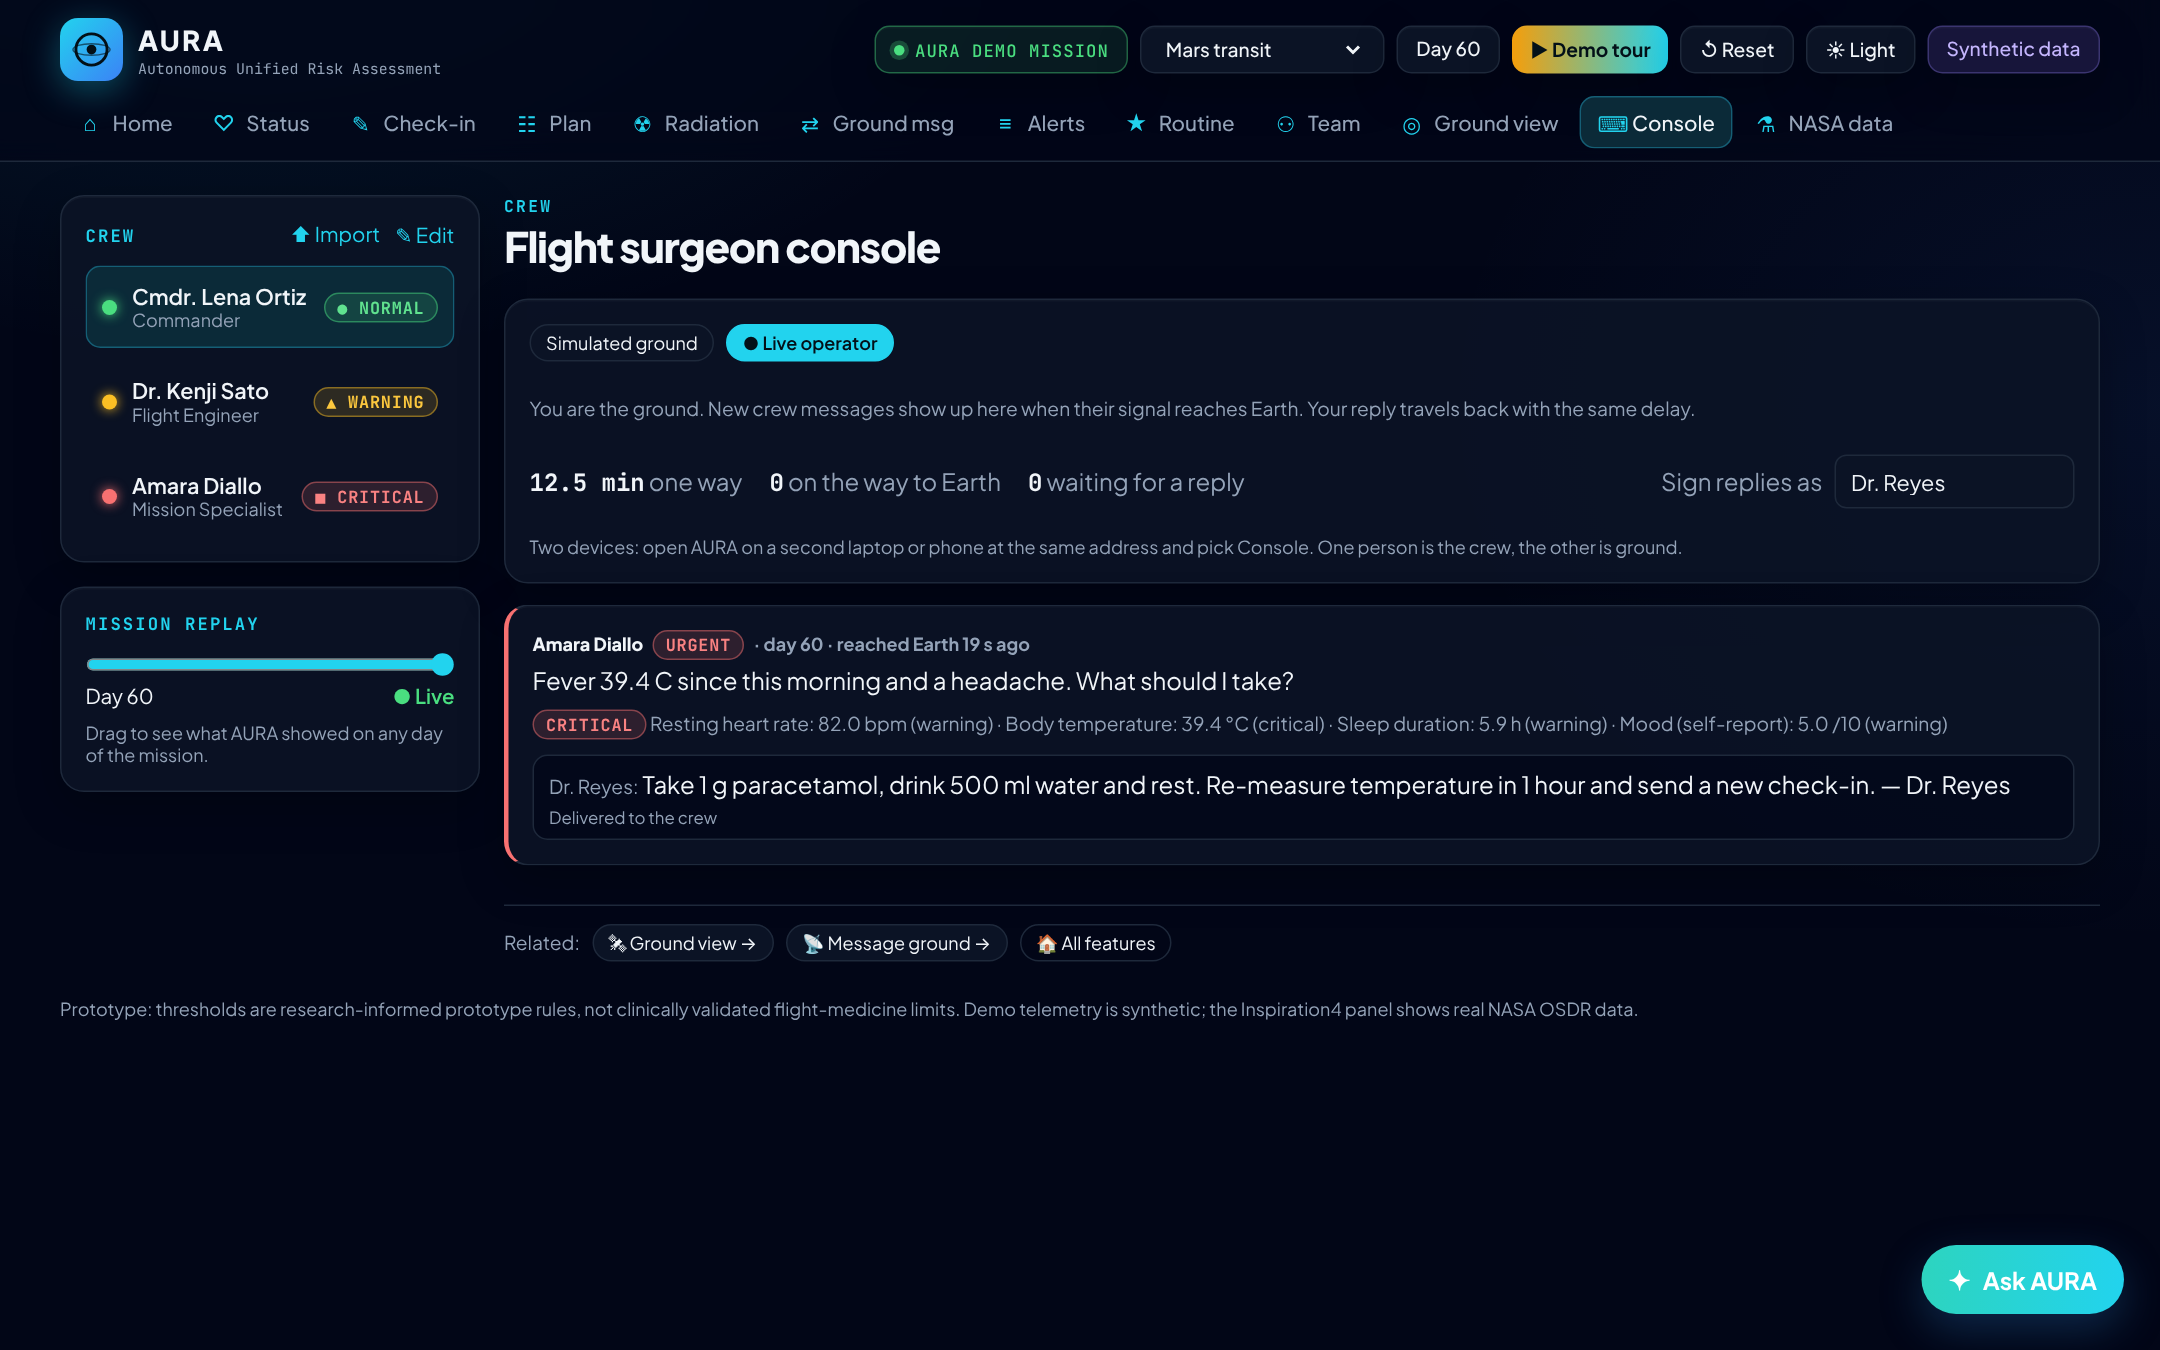 AURA
Autonomous Unified Risk Assessment
AURA DEMO MISSION
Mars transit
Day 60
▶ Demo tour
↺ Reset
☀ Light
Synthetic data
Home
Status
Check-in
Plan
Radiation
Ground msg
Alerts
Routine
Team
Ground view
Console
NASA data
CREW
Import
Edit
Cmdr. Lena Ortiz
Commander
● NORMAL
Dr. Kenji Sato
Flight Engineer
▲ WARNING
Amara Diallo
Mission Specialist
■ CRITICAL
MISSION REPLAY
Day 60
● Live
Drag to see what AURA showed on any day
of the mission.
CREW
Flight surgeon console
Simulated ground
● Live operator
You are the ground. New crew messages show up here when their signal reaches Earth. Your reply travels back with the same delay.
12.5 min one way 0 on the way to Earth 0 waiting for a reply
Sign replies as Dr. Reyes
Two devices: open AURA on a second laptop or phone at the same address and pick Console. One person is the crew, the other is ground.
Amara Diallo URGENT · day 60 · reached Earth 19 s ago
Fever 39.4 C since this morning and a headache. What should I take?
CRITICAL Resting heart rate: 82.0 bpm (warning) · Body temperature: 39.4 °C (critical) · Sleep duration: 5.9 h (warning) · Mood (self-report): 5.0 /10 (warning)
Dr. Reyes: Take 1 g paracetamol, drink 500 ml water and rest. Re-measure temperature in 1 hour and send a new check-in. — Dr. Reyes
Delivered to the crew
Related:
Ground view →
Message ground →
All features
Prototype: thresholds are research-informed prototype rules, not clinically validated flight-medicine limits. Demo telemetry is synthetic; the Inspiration4 panel shows real NASA OSDR data.
✦ Ask AURA